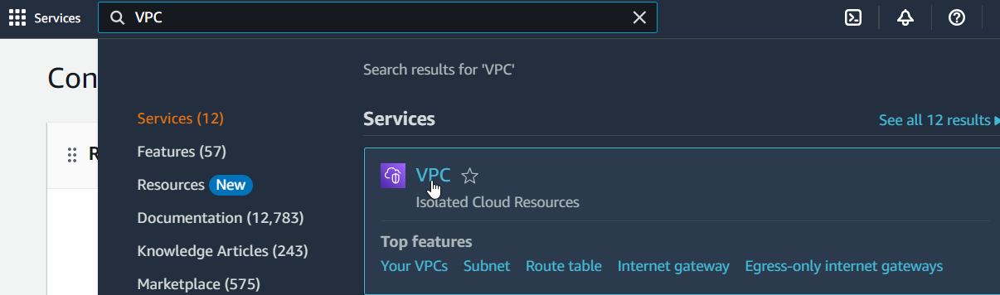 Services
VPC
Con
Search results for 'VPC'
Services (12)
Features (57)
Resources New
Documentation (12,783)
Knowledge Articles (243)
Marketplace (575)
Services
See all 12 results
R
VPC
Isolated Cloud Resources
Top features
Your VPCs Subnet Route table Internet gateway Egress-only internet gateways